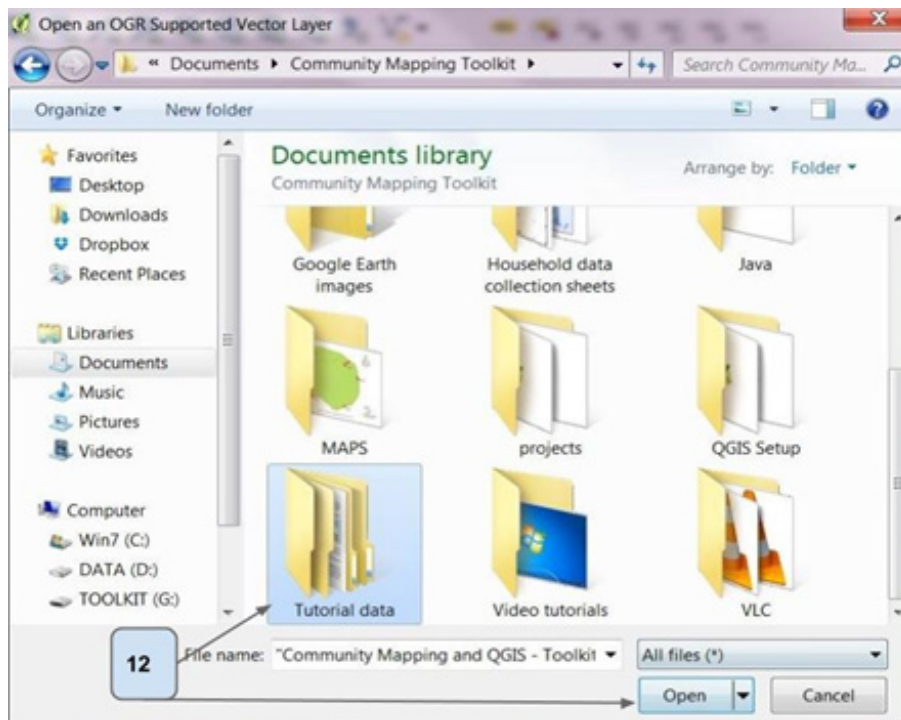 Open an OGR Supported Vector Layer
« Documents Community Mapping Toolkit
Search Community Ma...
Organize New folder
Favorites
Desktop
Downloads
Dropbox
Recent Places
Libraries
Documents
Music
Pictures
Videos
Computer
Win7 (C:)
DATA (D:)
TOOLKIT (G:)
Documents library
Community Mapping Toolkit
Arrange by: Folder
Google Earth
images
Household data
collection sheets
Java
MAPS
projects
QGIS Setup
Tutorial data
Video tutorials
VLC
12
File name: "Community Mapping and QGIS - Toolkit
All files (*)
Open
Cancel